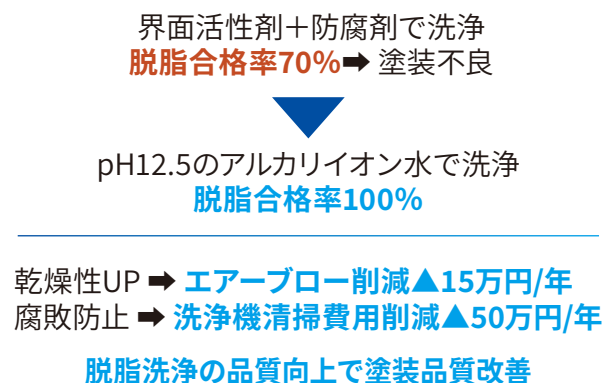 界面活性剤＋防腐剤で洗浄
脱脂合格率70%➡ 塗装不良
pH12.5のアルカリイオン水で洗浄
脱脂合格率100%
乾燥性UP ➡ エアーブロー削減▲15万円/年
腐敗防止 ➡ 洗浄機清掃費用削減▲50万円/年
脱脂洗浄の品質向上で塗装品質改善